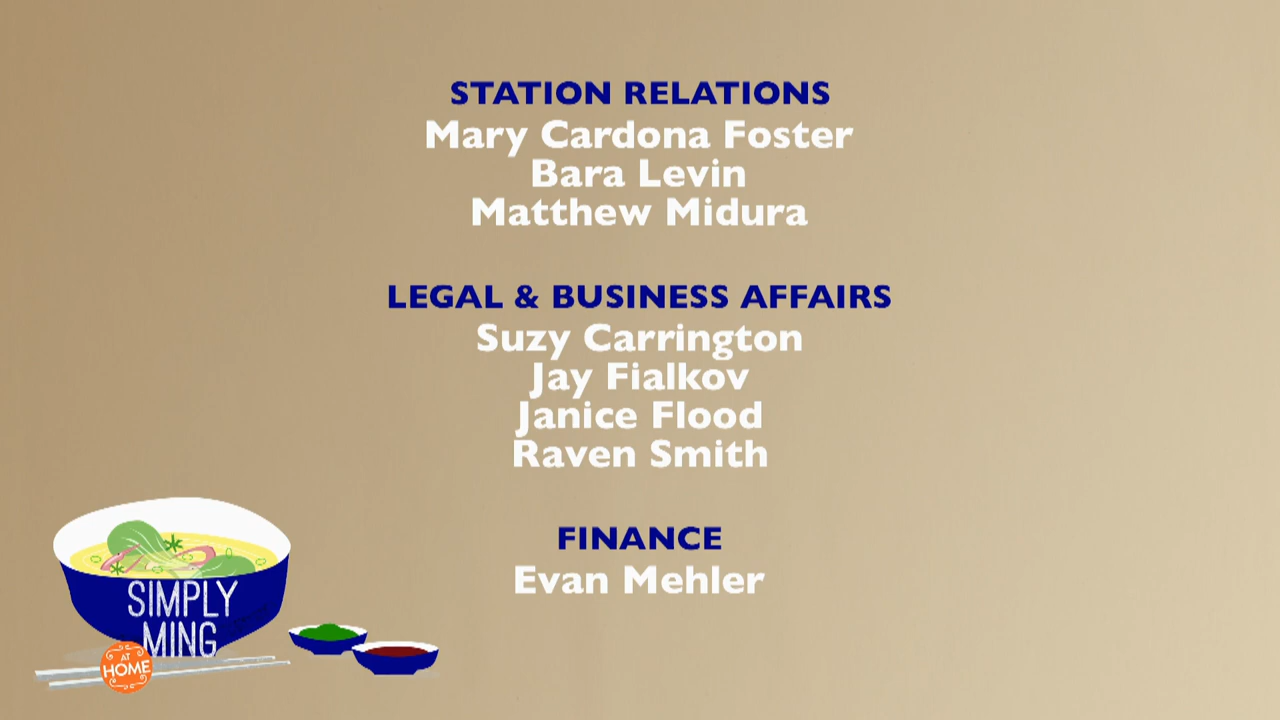 STATION RELATIONS
Mary Cardona Foster
Bara Levin
Matthew Midura
LEGAL & BUSINESS AFFAIRS
Suzy Carrington
Jay Fialkov
Janice Flood
Raven Smith
FINANCE
Evan Mehler
SIMPLY
MING
AT
HOME